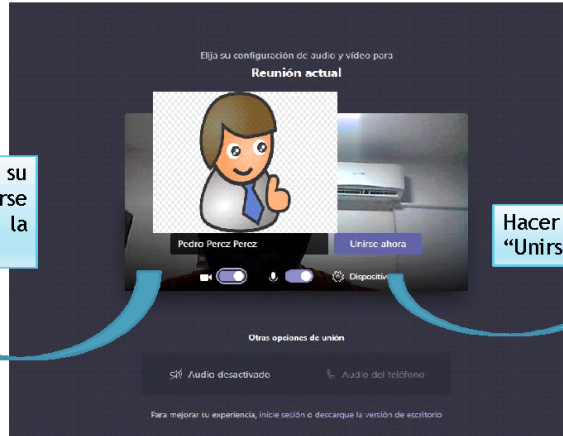 Elija su configuración de audio y vídeo para
Reunión actual
su
rse
la
Pedro Perez Perez
Unirse ahora
Hacer
"Unirs
Dispositiv
Otras opciones de unión
Audio desactivado
Audio del teléfono
Para mejorar su experiencia, inicie sesión o descargue la versión de escritorio